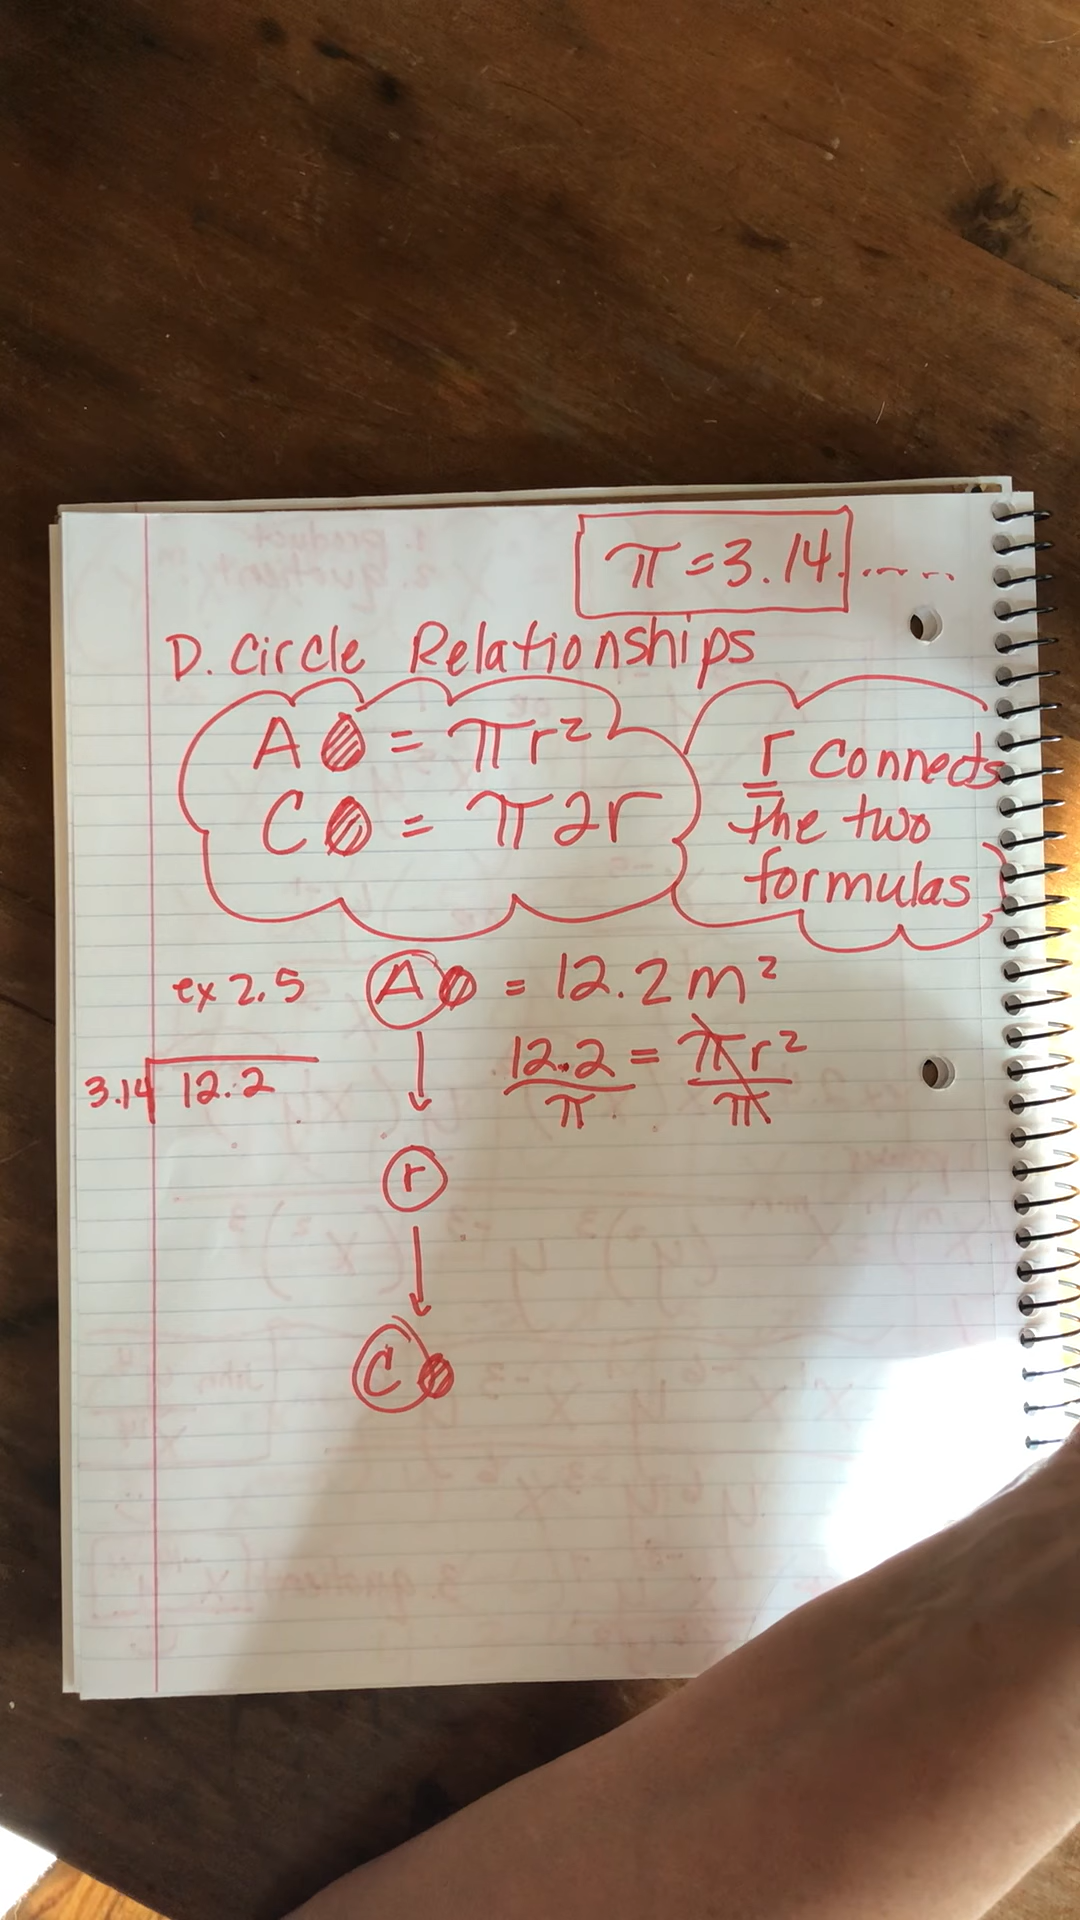 π = 3.14......
D. Circle Relationships
A = πr²
C = π2r
r connects
the two
formulas
ex 2.5 A = 12.2 m²
12.2 = πr²
π π
3.14 12.2
r
C